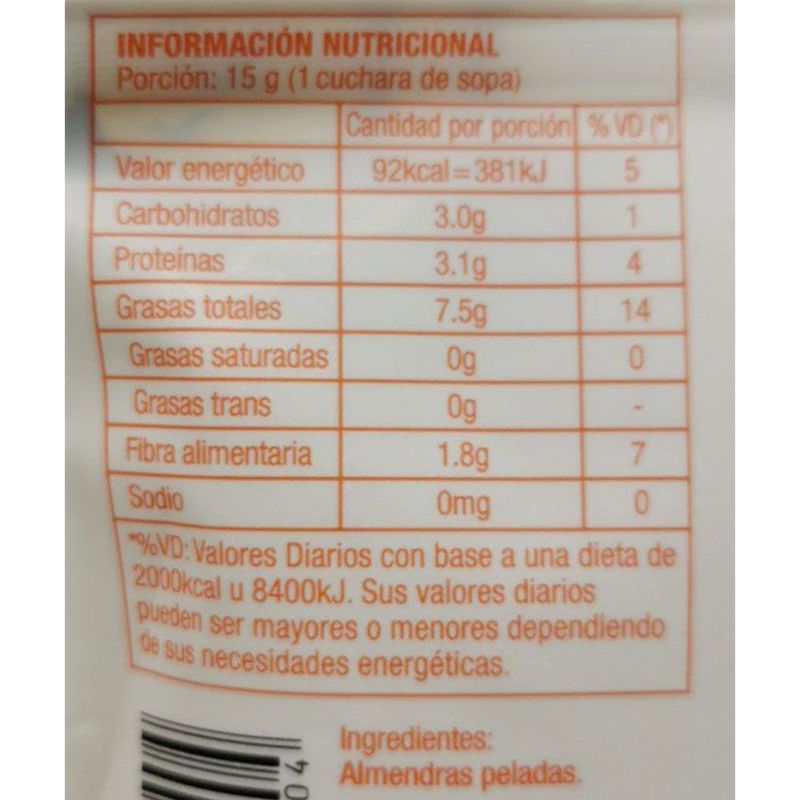 INFORMACIÓN NUTRICIONAL
Porción: 15 g (1 cuchara de sopa)
Cantidad por porción % VD (*)
Valor energético 92kcal=381kJ 5
Carbohidratos 3.0g 1
Proteínas 3.1g 4
Grasas totales 7.5g 14
Grasas saturadas 0g 0
Grasas trans 0g -
Fibra alimentaria 1.8g 7
Sodio 0mg 0
*%VD: Valores Diarios con base a una dieta de
2000kcal u 8400kJ. Sus valores diarios
pueden ser mayores o menores dependiendo
de sus necesidades energéticas.
Ingredientes:
Almendras peladas.
04